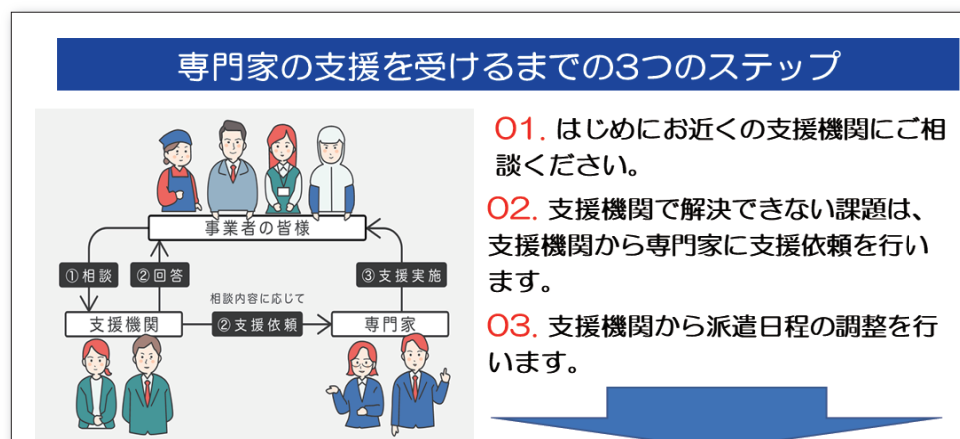 専門家の支援を受けるまでの3つのステップ
事業者の皆様
①相談
②回答
③支援実施
相談内容に応じて
支援機関
②支援依頼
専門家
01. はじめにお近くの支援機関にご相
談ください。
02. 支援機関で解決できない課題は、
支援機関から専門家に支援依頼を行い
ます。
03. 支援機関から派遣日程の調整を行
います。